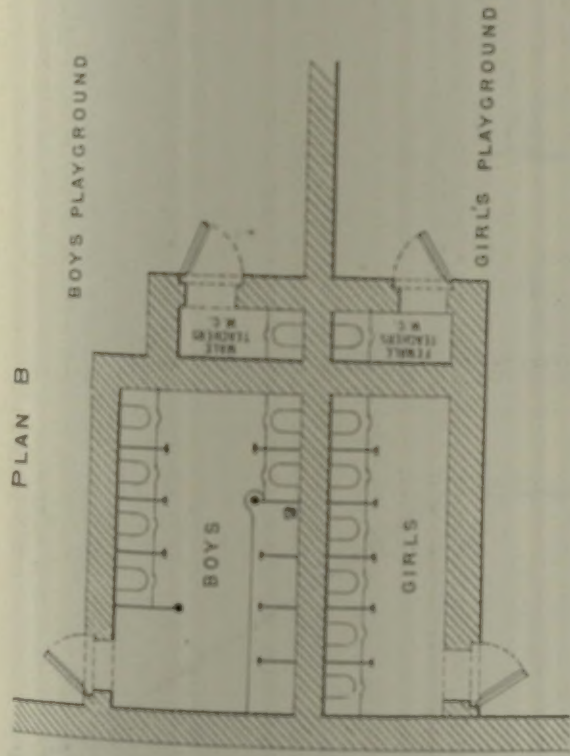 PLAN B
BOYS PLAYGROUND
MALE
TEACHERS
W.C.
BOYS
GIRL'S PLAYGROUND
FEMALE
TEACHERS
W.C.
GIRLS